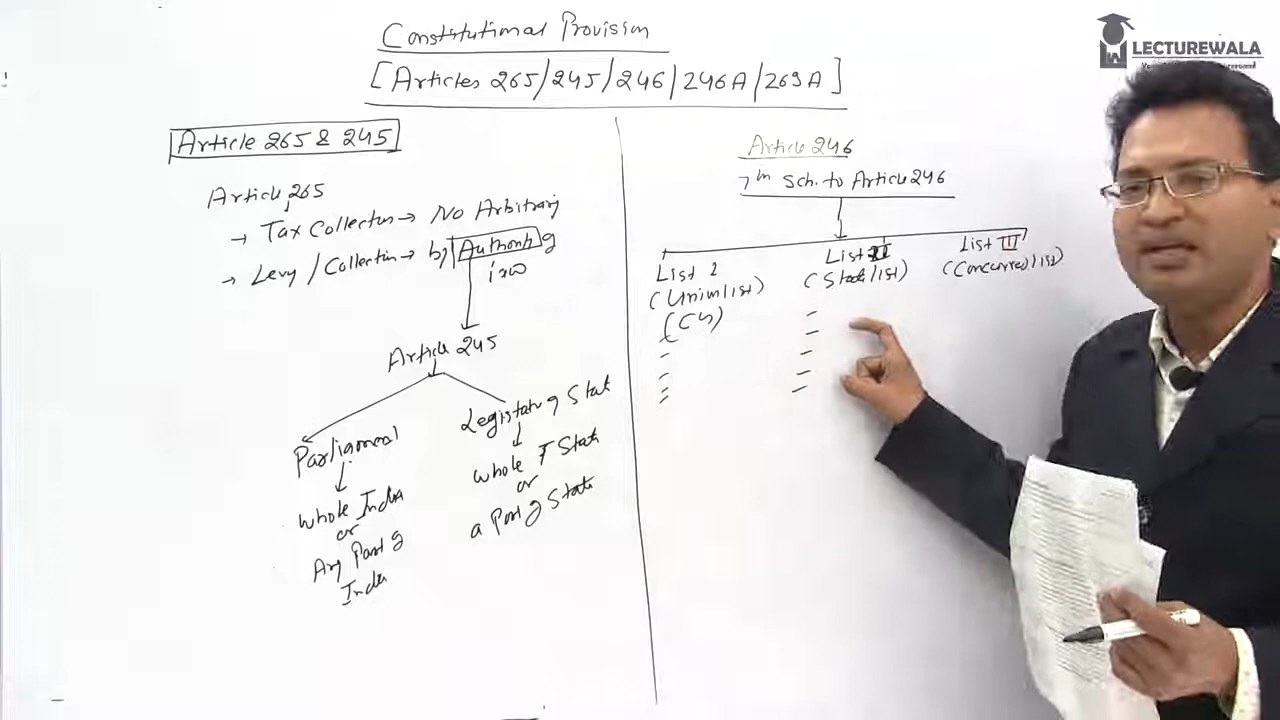 Constitutional Provision
[Articles 265/245/246/246A/269A]
LECTUREWALA
Article 265 & 245
Article 265
→ Tax Collection → No Arbitrary
→ Levy/Collection → by Authority of
law
Article 245
Parliament
whole India
or
Any Part of
India
Legislature of State
whole of State
or
a Part of State
Article 246
7th Sch. to Article 246
List 1
(Union list)
(CG)
List II
(State list)
List III
(Concurrent list)